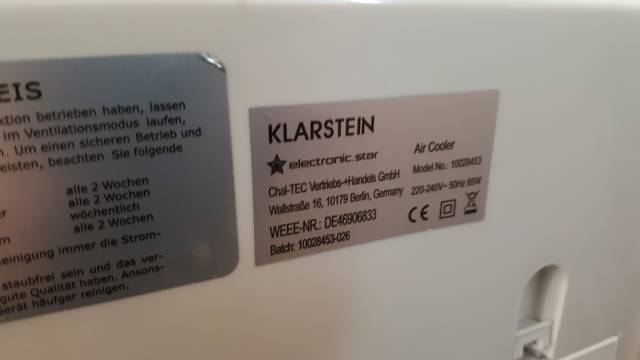 EIS
ktion betrieben haben, lassen
im Ventilationsmodus laufen,
n. Um einen sicheren Betrieb und
eisten, beachten Sie folgende
alle 2 Wochen
alle 2 Wochen
wöchentlich
alle 2 Wochen
einigung immer die Strom-
staubfrei sein und das ver-
gute Qualität haben. Ansons-
Gerät häufger reinigen.
KLARSTEIN
electronic star
Chal-TEC Vertriebs-+Handels GmbH
Wallstraße 16, 10179 Berlin, Germany
WEEE-NR.: DE46906833
Batch: 10028453-026
Air Cooler
Model No.: 10028453
220-240V~ 50Hz 65W
CE